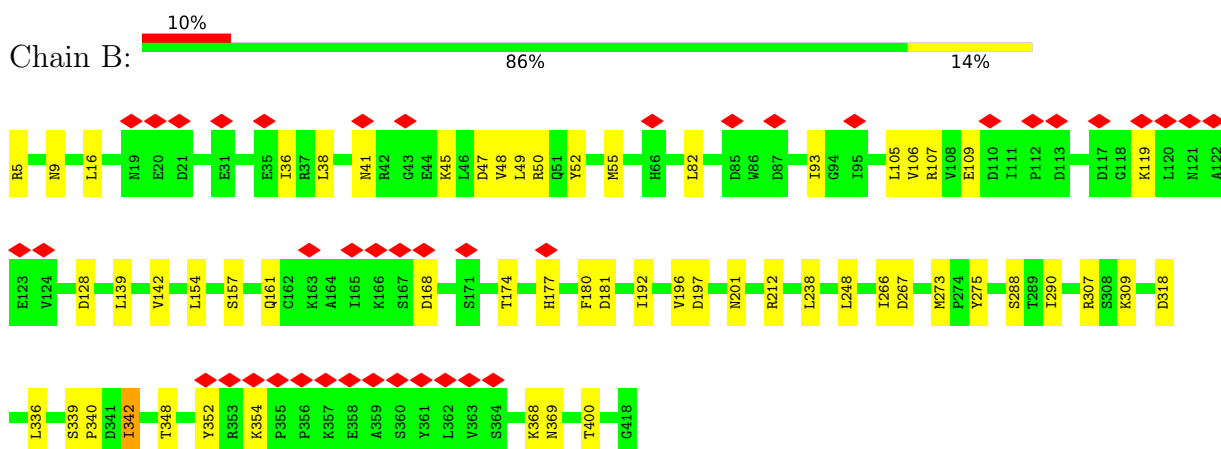 10%
Chain B:
86% 14%
R5 N9 L16 N19 E20 D21 E31 E35 I36 R37 L38 N41 R42 G43 E44 K45 L46 D47 V48 L49 R50 Q51 Y52 M55 H66 L82 D85 W86 D87 I93 G94 I95 L105 V106 R107 V108 E109 D110 I111 P112 D113 D117 G118 K119 L120 N121 A122
E123 V124 D128 L139 V142 L154 S157 Q161 C162 K163 A164 I165 K166 S167 D168 S171 T174 H177 F180 D181 I192 V196 D197 N201 R212 L238 L248 I266 D267 M273 P274 Y275 S288 T289 I290 R307 S308 K309 D318
L336 S339 P340 D341 I342 T348 Y352 R353 K354 P355 P356 K357 E358 A359 S360 Y361 L362 V363 S364 K368 N369 T400 G418